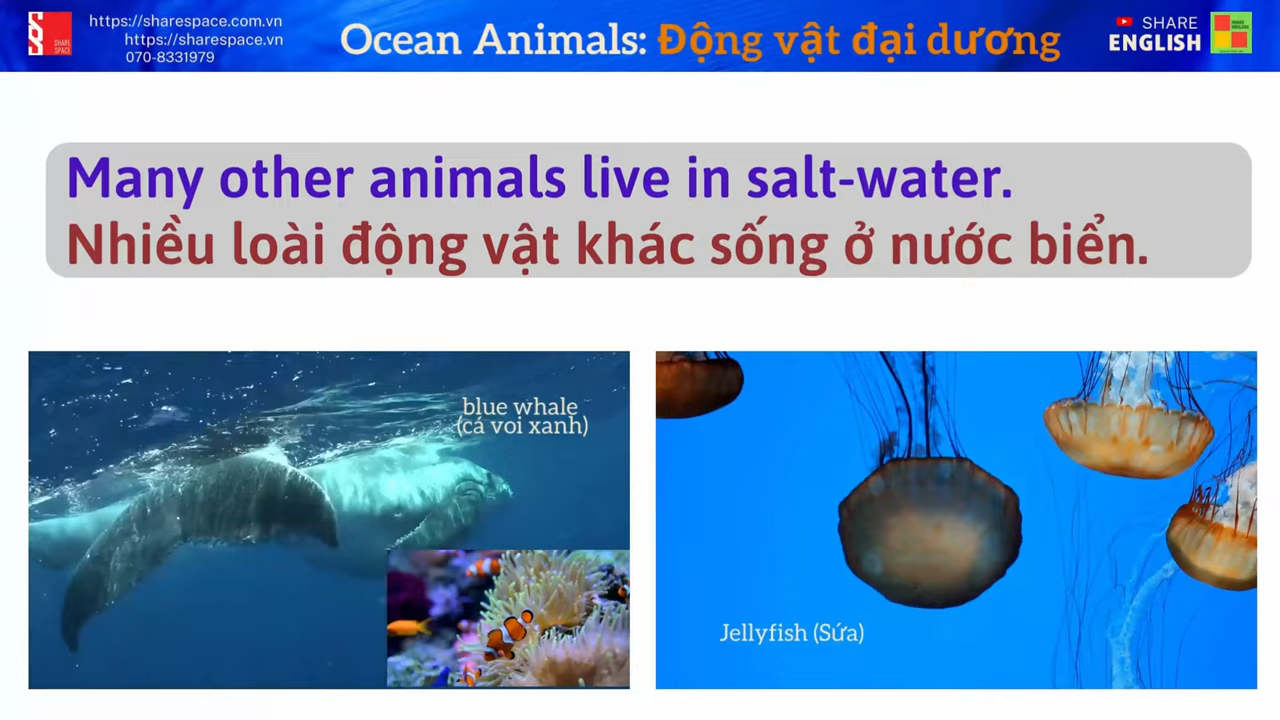 https://sharespace.com.vn
https://sharespace.vn
070-8331979
SHARE
SPACE
Ocean Animals: Động vật đại dương
SHARE
ENGLISH
Many other animals live in salt-water.
Nhiều loài động vật khác sống ở nước biển.
blue whale
(cá voi xanh)
Jellyfish (Sứa)